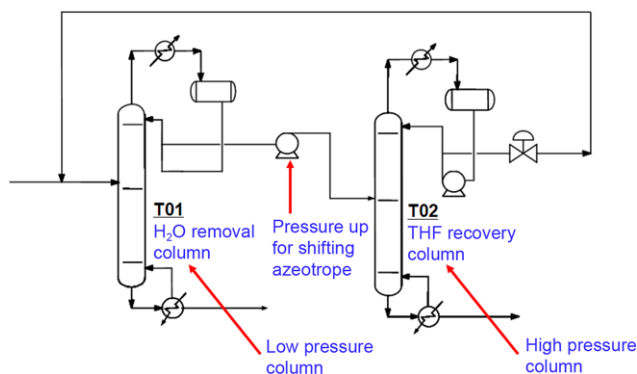 T01
H₂O removal
column
Pressure up
for shifting
azeotrope
T02
THF recovery
column
Low pressure
column
High pressure
column